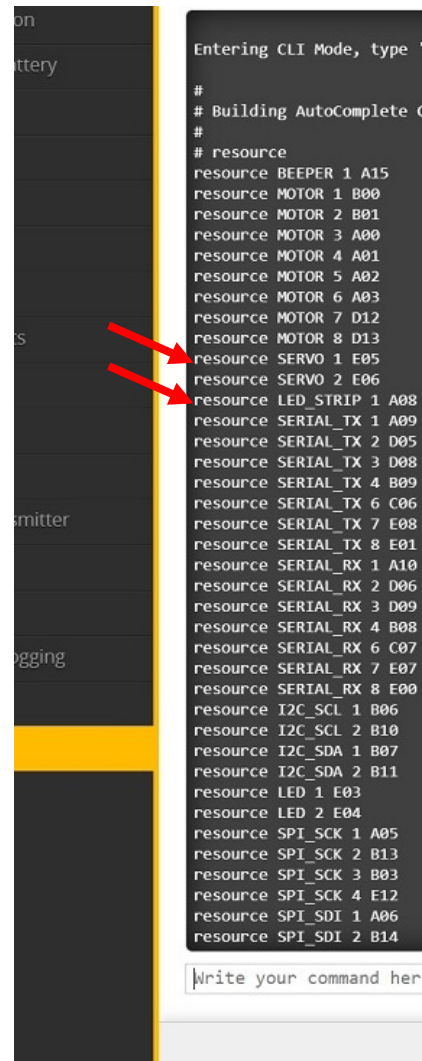 on
ttery
ts
smitter
ogging
Entering CLI Mode, type '
#
# Building AutoComplete C
#
# resource
resource BEEPER 1 A15
resource MOTOR 1 B00
resource MOTOR 2 B01
resource MOTOR 3 A00
resource MOTOR 4 A01
resource MOTOR 5 A02
resource MOTOR 6 A03
resource MOTOR 7 D12
resource MOTOR 8 D13
resource SERVO 1 E05
resource SERVO 2 E06
resource LED_STRIP 1 A08
resource SERIAL_TX 1 A09
resource SERIAL_TX 2 D05
resource SERIAL_TX 3 D08
resource SERIAL_TX 4 B09
resource SERIAL_TX 6 C06
resource SERIAL_TX 7 E08
resource SERIAL_TX 8 E01
resource SERIAL_RX 1 A10
resource SERIAL_RX 2 D06
resource SERIAL_RX 3 D09
resource SERIAL_RX 4 B08
resource SERIAL_RX 6 C07
resource SERIAL_RX 7 E07
resource SERIAL_RX 8 E00
resource I2C_SCL 1 B06
resource I2C_SCL 2 B10
resource I2C_SDA 1 B07
resource I2C_SDA 2 B11
resource LED 1 E03
resource LED 2 E04
resource SPI_SCK 1 A05
resource SPI_SCK 2 B13
resource SPI_SCK 3 B03
resource SPI_SCK 4 E12
resource SPI_SDI 1 A06
resource SPI_SDI 2 B14
Write your command her